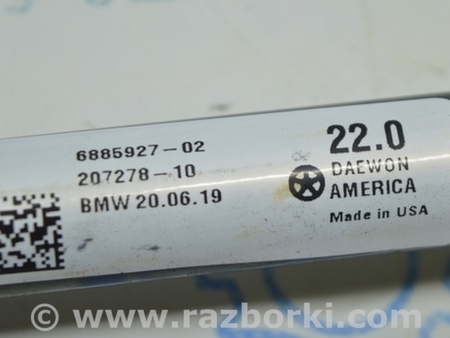 6885927-02
207278-10
BMW 20.06.19
22.0
DAEWON
AMERICA
Made in USA
© www.razborki.com